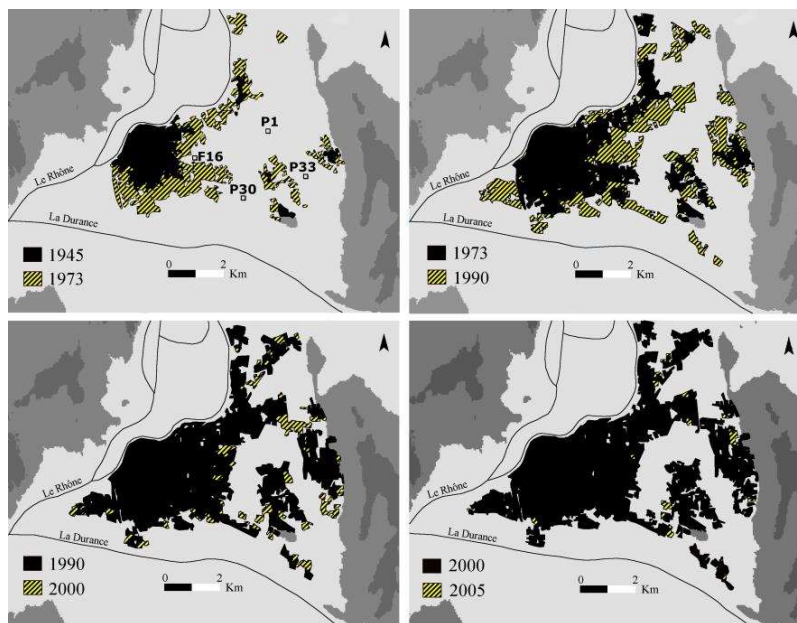 P1
F16
P33
P30
Le Rhône
La Durance
1945
1973
0 2
Km
Le Rhône
La Durance
1973
1990
0 2
Km
Le Rhône
La Durance
1990
2000
0 2
Km
Le Rhône
La Durance
2000
2005
0 2
Km